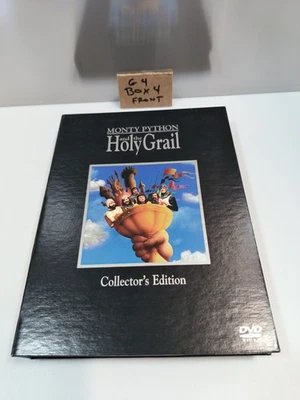 G4
BOX 4
FRONT
MONTY PYTHON
and the
Holy Grail
Collector's Edition
DVD